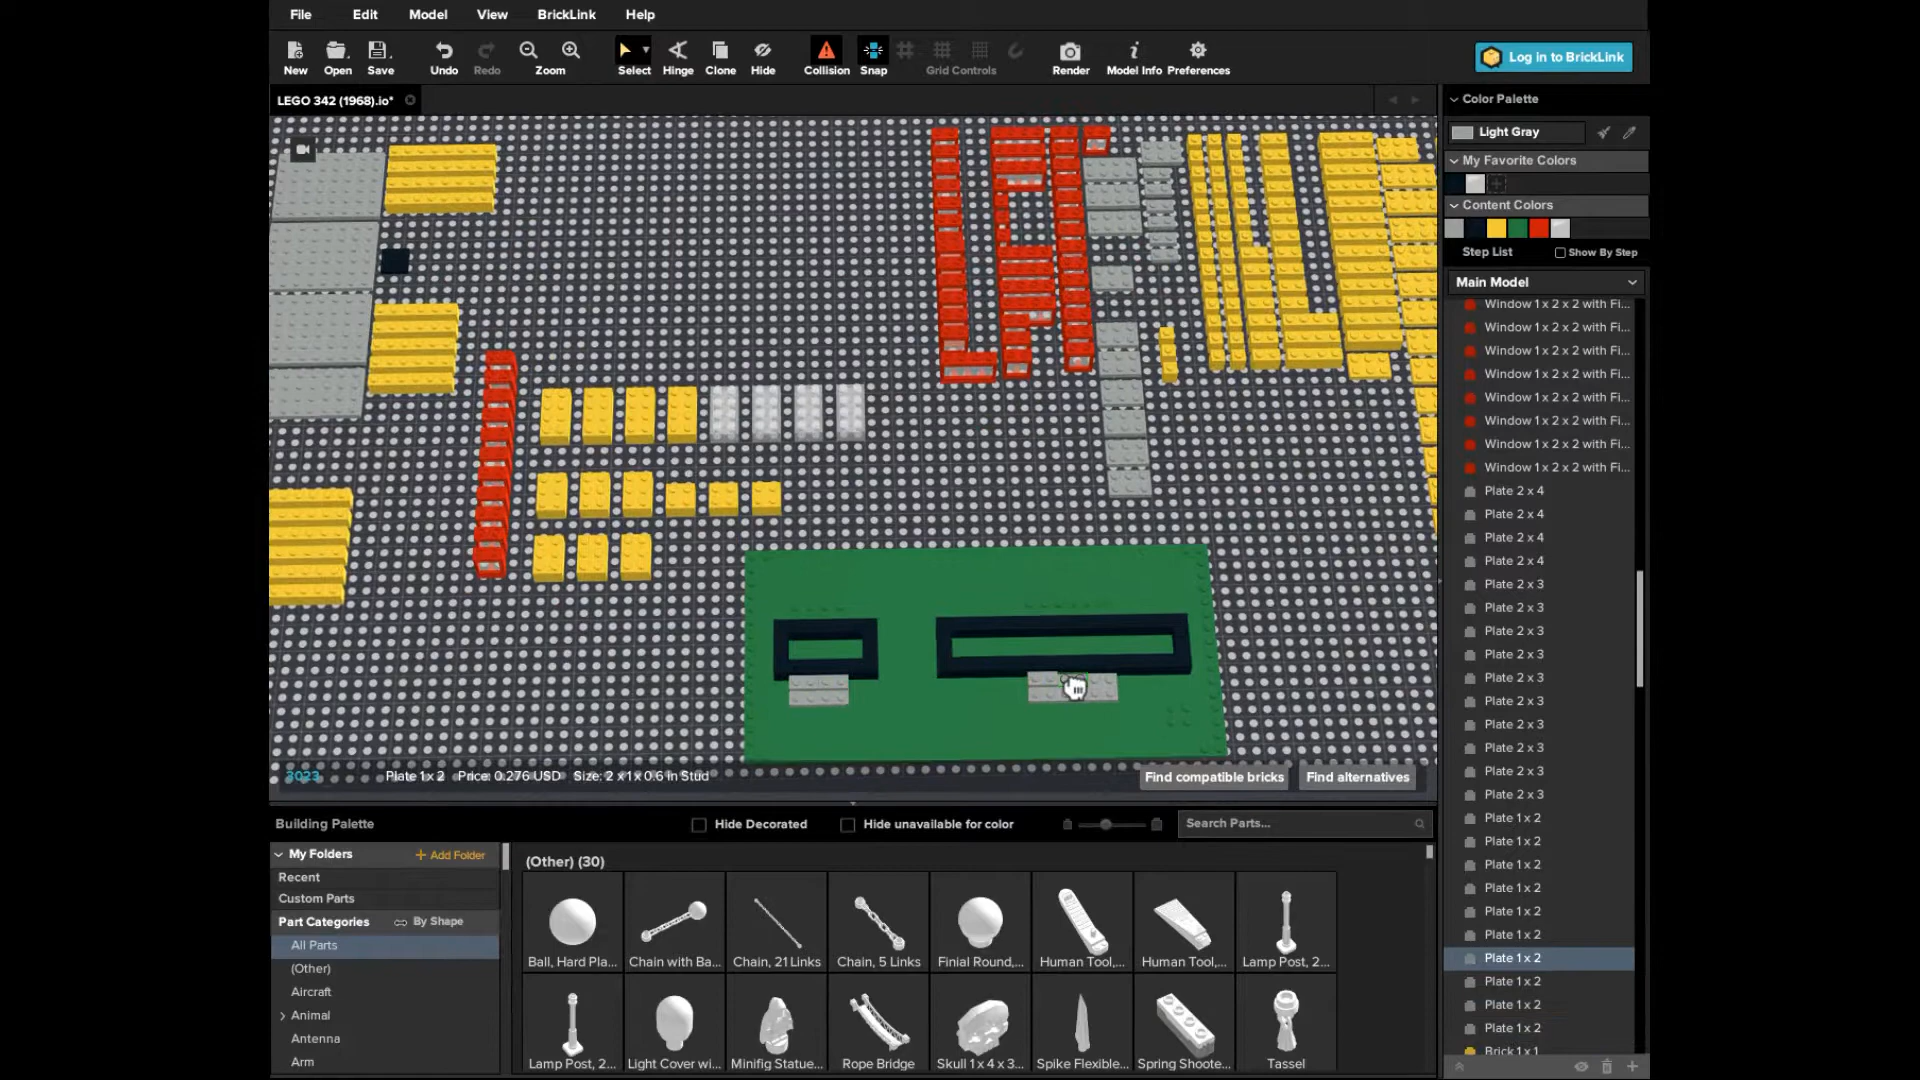 File Edit Model View BrickLink Help
New Open Save Undo Redo Zoom Select Hinge Clone Hide Collision Snap Grid Controls Render Model Info Preferences
Log in to BrickLink
LEGO 342 (1968).io*
Color Palette
Light Gray
My Favorite Colors
Content Colors
Step List Show By Step
Main Model
Window 1 x 2 x 2 with Fi...
Window 1 x 2 x 2 with Fi...
Window 1 x 2 x 2 with Fi...
Window 1 x 2 x 2 with Fi...
Window 1 x 2 x 2 with Fi...
Window 1 x 2 x 2 with Fi...
Window 1 x 2 x 2 with Fi...
Window 1 x 2 x 2 with Fi...
Plate 2 x 4
Plate 2 x 4
Plate 2 x 4
Plate 2 x 4
Plate 2 x 3
Plate 2 x 3
Plate 2 x 3
Plate 2 x 3
Plate 2 x 3
Plate 2 x 3
Plate 2 x 3
Plate 2 x 3
Plate 2 x 3
Plate 2 x 3
Plate 1 x 2
Plate 1 x 2
Plate 1 x 2
Plate 1 x 2
Plate 1 x 2
Plate 1 x 2
Plate 1 x 2
Plate 1 x 2
Plate 1 x 2
Plate 1 x 2
Brick 1 x 1
3023 Plate 1 x 2 Price: 0.276 USD Size: 2 x 1 x 0.6 in Stud
Find compatible bricks Find alternatives
Building Palette Hide Decorated Hide unavailable for color Search Parts...
My Folders + Add Folder
Recent
Custom Parts
Part Categories By Shape
All Parts
(Other)
Aircraft
Animal
Antenna
Arm
(Other) (30)
Ball, Hard Pla... Chain with Ba... Chain, 21 Links Chain, 5 Links Finial Round,... Human Tool,... Human Tool,... Lamp Post, 2...
Lamp Post, 2... Light Cover wi... Minifig Statue... Rope Bridge Skull 1 x 4 x 3... Spike Flexible... Spring Shoote... Tassel